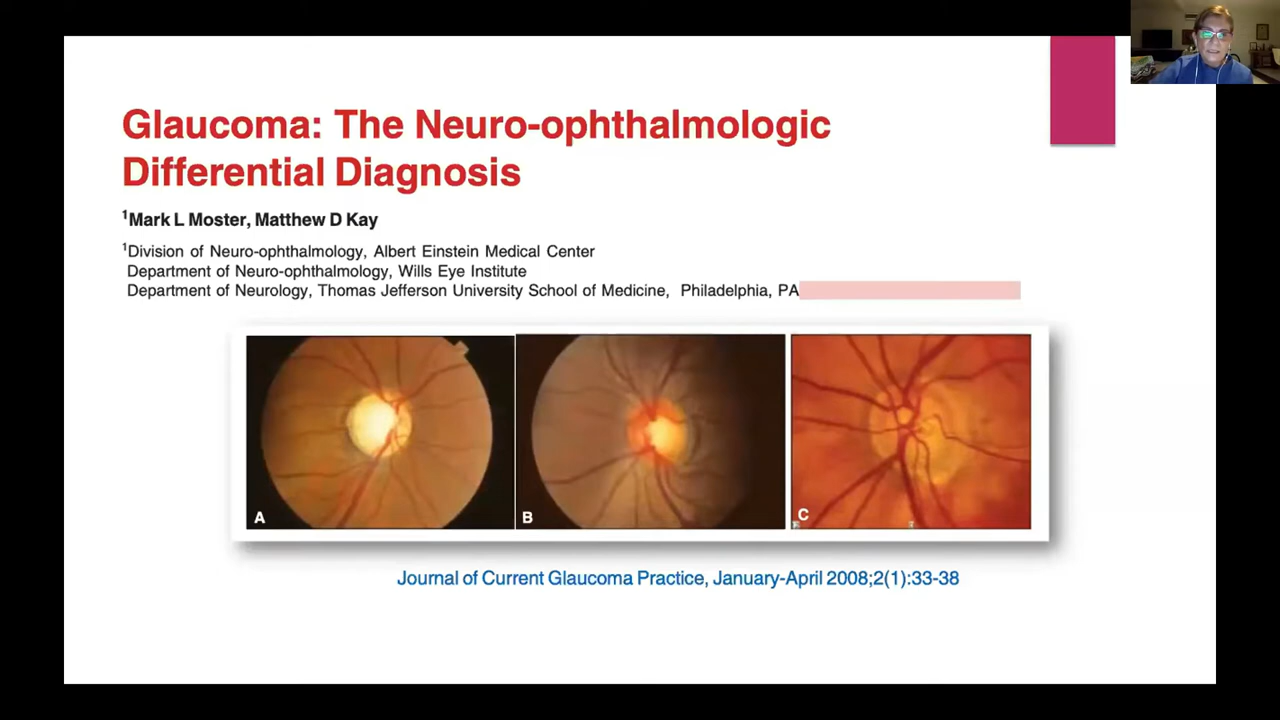 Glaucoma: The Neuro-ophthalmologic
Differential Diagnosis
1Mark L Moster, Matthew D Kay
1Division of Neuro-ophthalmology, Albert Einstein Medical Center
Department of Neuro-ophthalmology, Wills Eye Institute
Department of Neurology, Thomas Jefferson University School of Medicine, Philadelphia, PA
A
B
C
Journal of Current Glaucoma Practice, January-April 2008;2(1):33-38